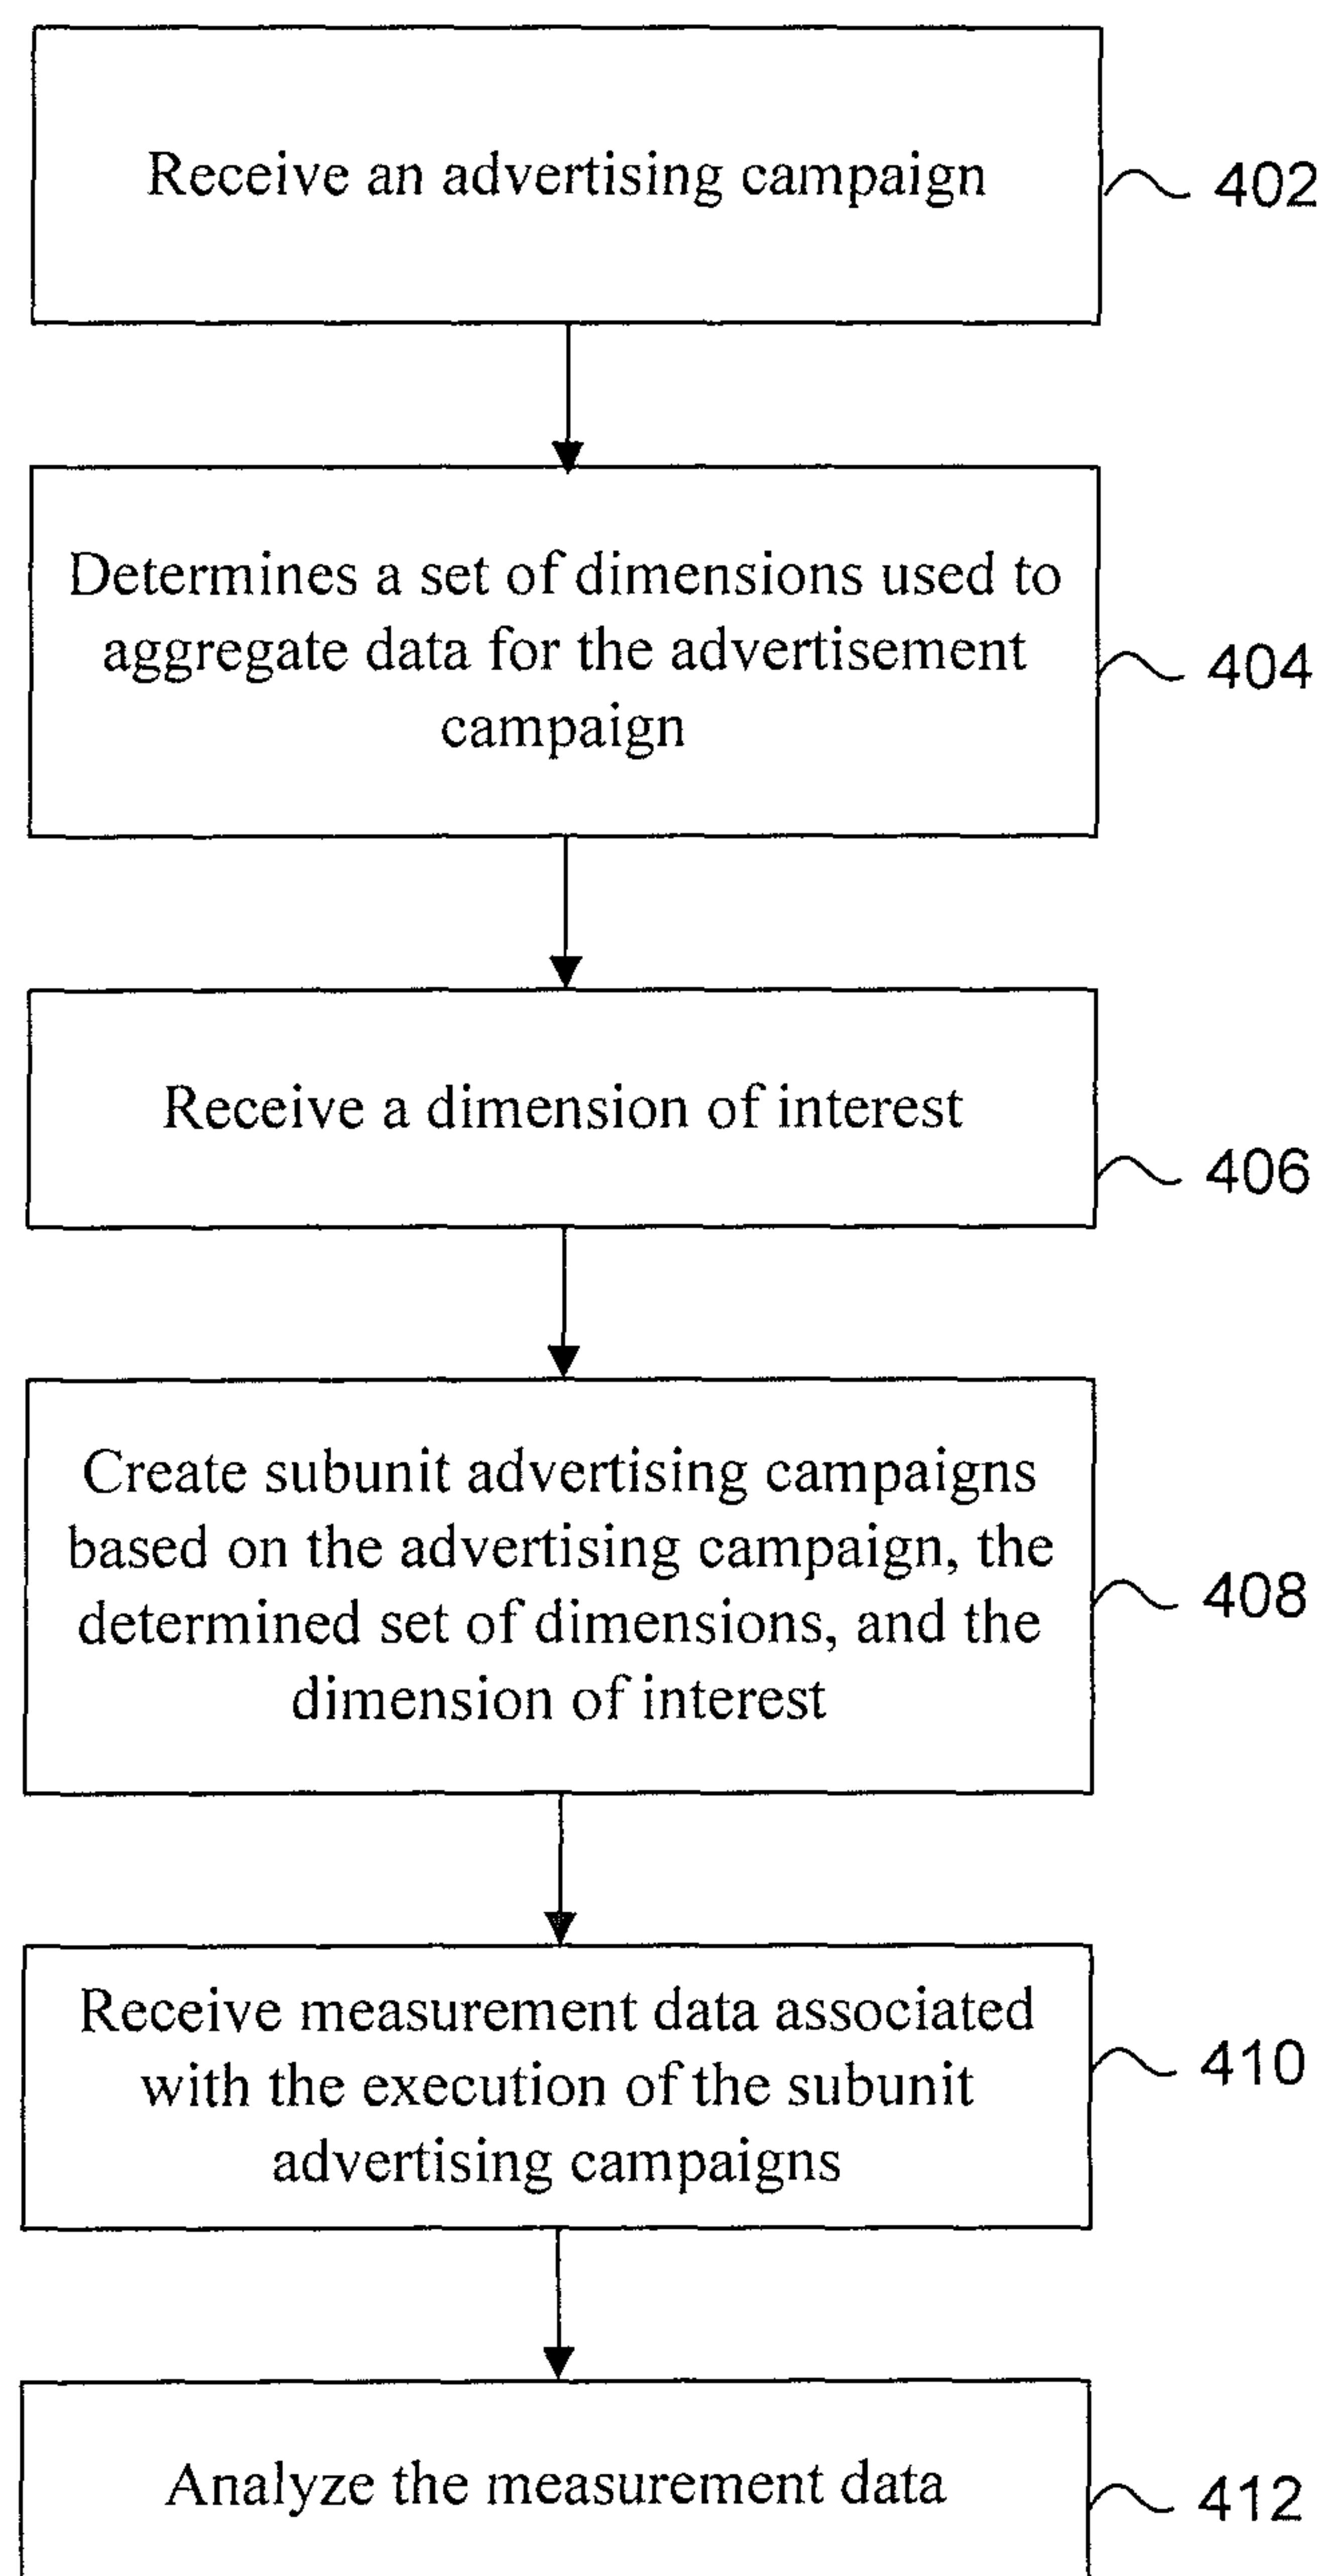 Receive an advertising campaign
402
Determines a set of dimensions used to
aggregate data for the advertisement
campaign
404
Receive a dimension of interest
406
Create subunit advertising campaigns
based on the advertising campaign, the
determined set of dimensions, and the
dimension of interest
408
Receive measurement data associated
with the execution of the subunit
advertising campaigns
410
Analyze the measurement data
412